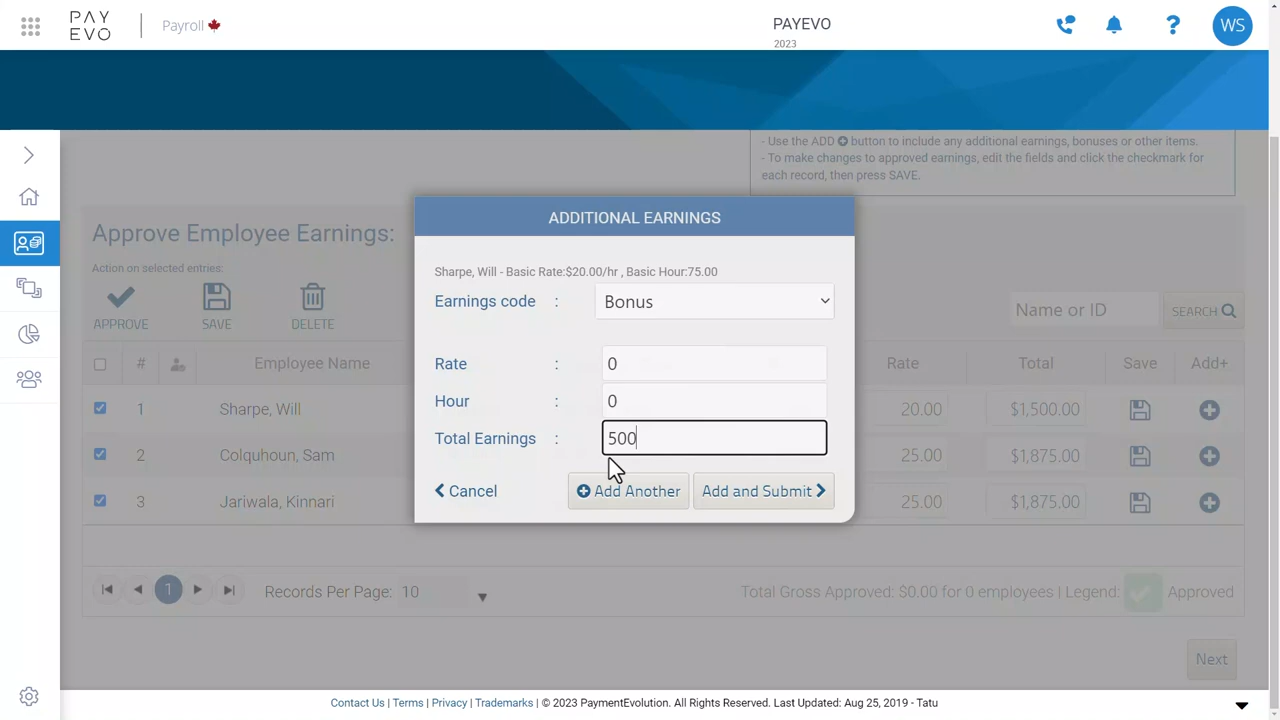 PAY
EVO
Payroll
PAYEVO
2023
?
WS
- Use the ADD button to include any additional earnings, bonuses or other items.
- To make changes to approved earnings, edit the fields and click the checkmark for
each record, then press SAVE.
ADDITIONAL EARNINGS
Sharpe, Will - Basic Rate:$20.00/hr , Basic Hour:75.00
Earnings code : Bonus
Rate : 0
Hour : 0
Total Earnings : 500
Cancel Add Another Add and Submit
Approve Employee Earnings:
Action on selected entries:
APPROVE SAVE DELETE
Name or ID SEARCH
# Employee Name Rate Total Save Add+
1 Sharpe, Will 20.00 $1,500.00
2 Colquhoun, Sam 25.00 $1,875.00
3 Jariwala, Kinnari 25.00 $1,875.00
1 Records Per Page: 10 Total Gross Approved: $0.00 for 0 employees | Legend: Approved
Next
Contact Us | Terms | Privacy | Trademarks | © 2023 PaymentEvolution. All Rights Reserved. Last Updated: Aug 25, 2019 - Tatu